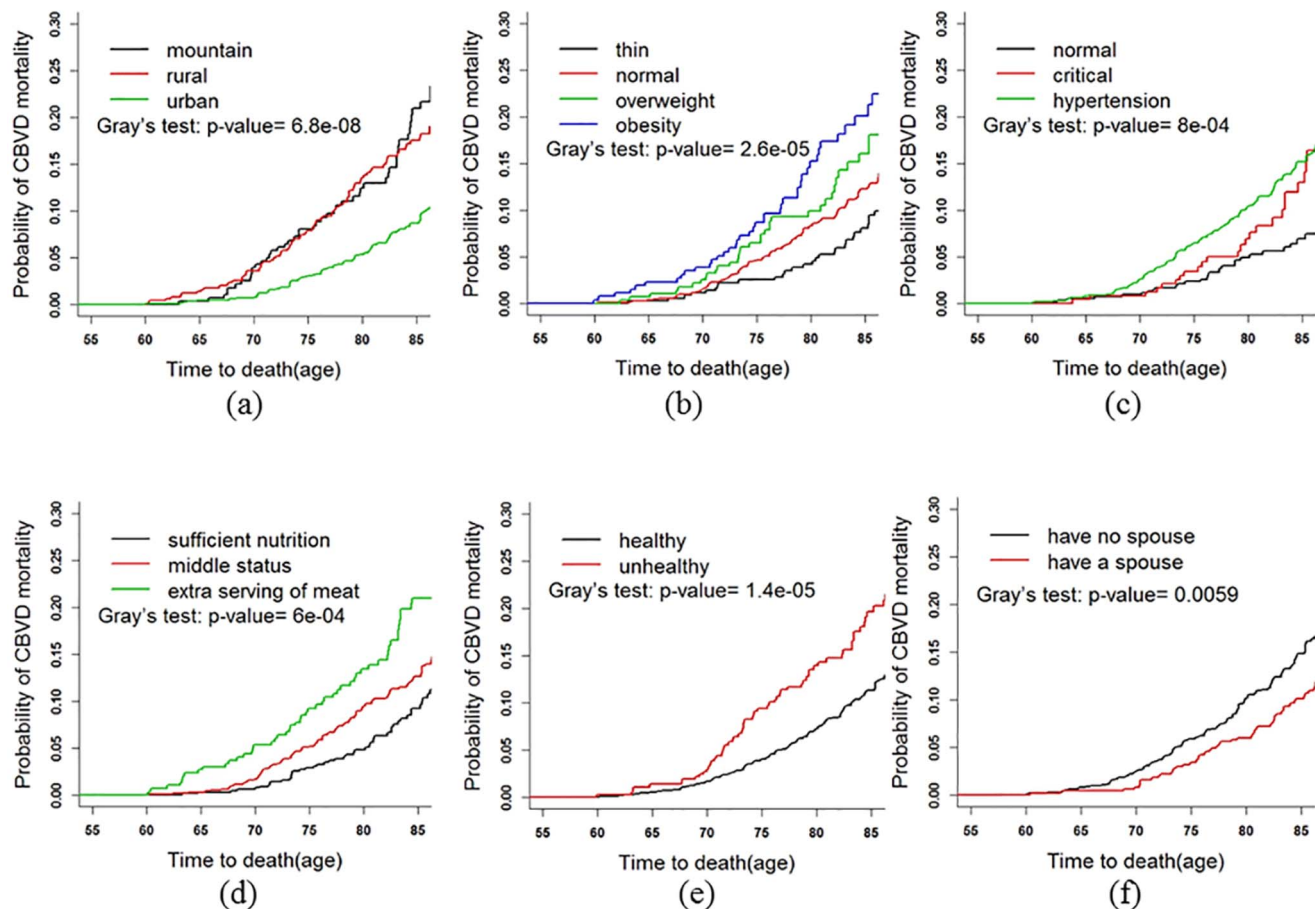 Probability of CBVD mortality
0.00 0.05 0.10 0.15 0.20 0.25 0.30
mountain
rural
urban
Gray's test: p-value= 6.8e-08
55 60 65 70 75 80 85
Time to death(age)
(a)
Probability of CBVD mortality
0.00 0.05 0.10 0.15 0.20 0.25 0.30
thin
normal
overweight
obesity
Gray's test: p-value= 2.6e-05
55 60 65 70 75 80 85
Time to death(age)
(b)
Probability of CBVD mortality
0.00 0.05 0.10 0.15 0.20 0.25 0.30
normal
critical
hypertension
Gray's test: p-value= 8e-04
55 60 65 70 75 80 85
Time to death(age)
(c)
Probability of CBVD mortality
0.00 0.05 0.10 0.15 0.20 0.25 0.30
sufficient nutrition
middle status
extra serving of meat
Gray's test: p-value= 6e-04
55 60 65 70 75 80 85
Time to death(age)
(d)
Probability of CBVD mortality
0.00 0.05 0.10 0.15 0.20 0.25 0.30
healthy
unhealthy
Gray's test: p-value= 1.4e-05
55 60 65 70 75 80 85
Time to death(age)
(e)
Probability of CBVD mortality
0.00 0.05 0.10 0.15 0.20 0.25 0.30
have no spouse
have a spouse
Gray's test: p-value= 0.0059
55 60 65 70 75 80 85
Time to death(age)
(f)